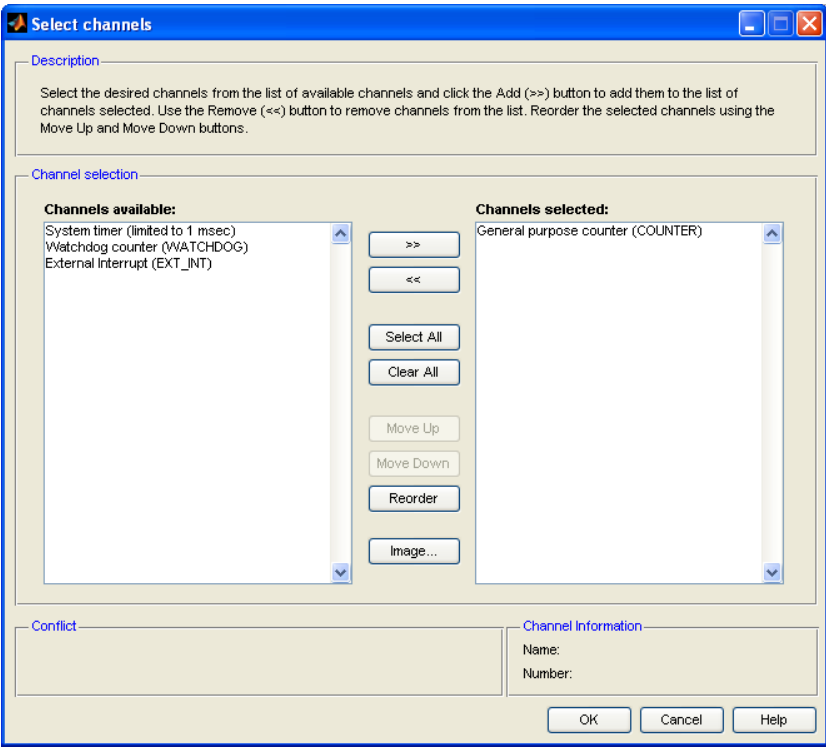 Select channels
Description
Select the desired channels from the list of available channels and click the Add (>>) button to add them to the list of
channels selected. Use the Remove (<<) button to remove channels from the list. Reorder the selected channels using the
Move Up and Move Down buttons.
Channel selection
Channels available:
System timer (limited to 1 msec)
Watchdog counter (WATCHDOG)
External Interrupt (EXT_INT)
>>
<<
Select All
Clear All
Move Up
Move Down
Reorder
Image...
Channels selected:
General purpose counter (COUNTER)
Conflict
Channel Information
Name:
Number:
OK
Cancel
Help